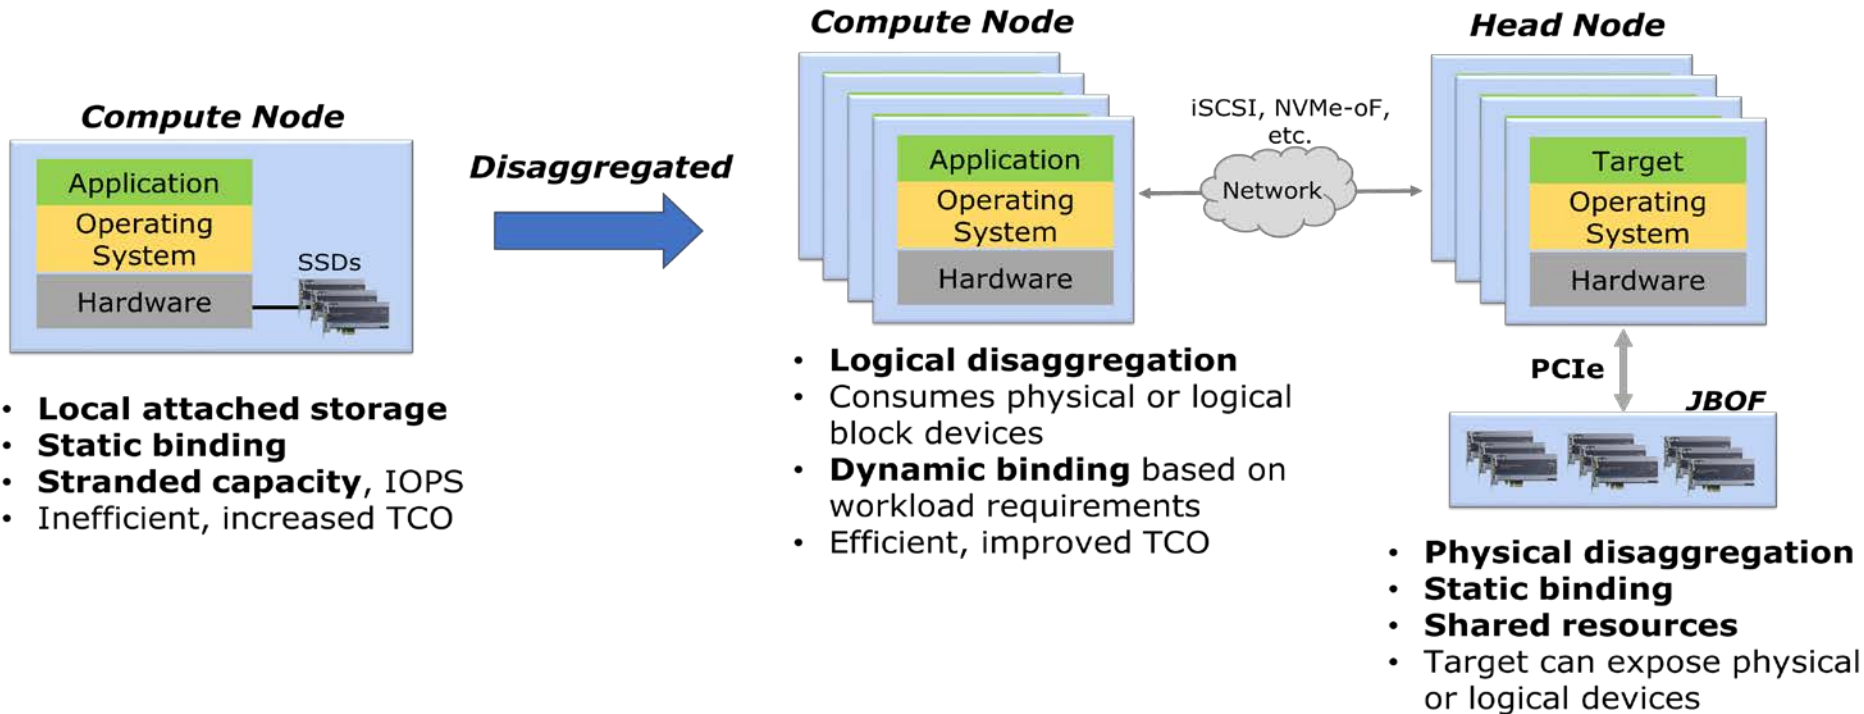 Compute Node
Application
Operating
System
Hardware
SSDs
• Local attached storage
• Static binding
• Stranded capacity, IOPS
• Inefficient, increased TCO
Disaggregated
Compute Node
Application
Operating
System
Hardware
• Logical disaggregation
• Consumes physical or logical
block devices
• Dynamic binding based on
workload requirements
• Efficient, improved TCO
iSCSI, NVMe-oF,
etc.
Network
Head Node
Target
Operating
System
Hardware
PCIe
JBOF
• Physical disaggregation
• Static binding
• Shared resources
• Target can expose physical
or logical devices